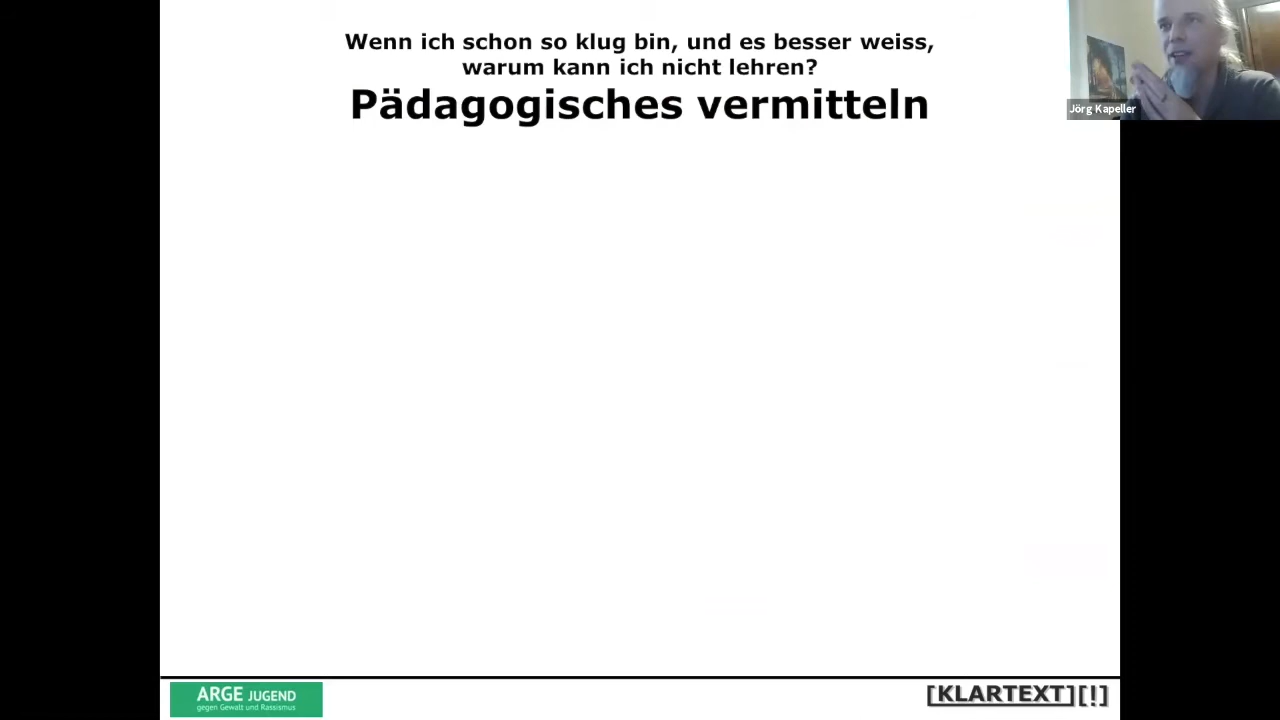 Wenn ich schon so klug bin, und es besser weiss,
warum kann ich nicht lehren?
Pädagogisches vermitteln
Jörg Kapeller
ARGE JUGEND
gegen Gewalt und Rassismus
[KLARTEXT][!]